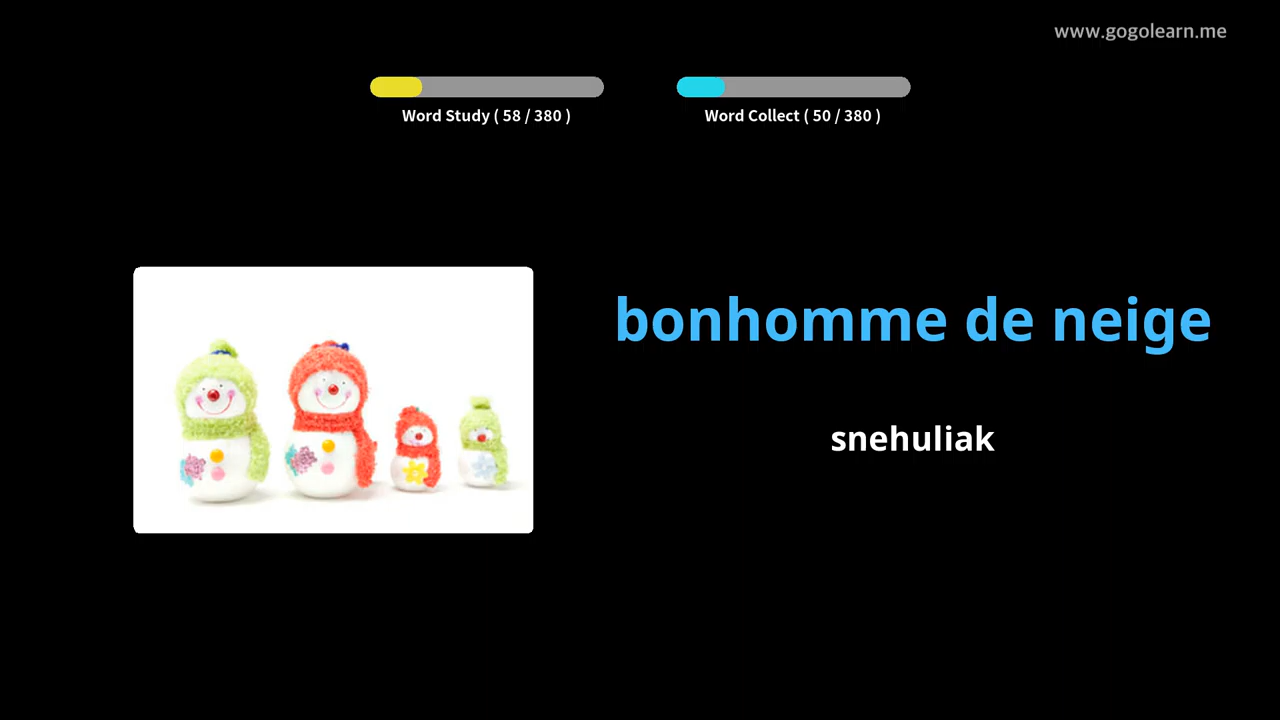 www.gogolearn.me
Word Study ( 58 / 380 )
Word Collect ( 50 / 380 )
bonhomme de neige
snehuliak